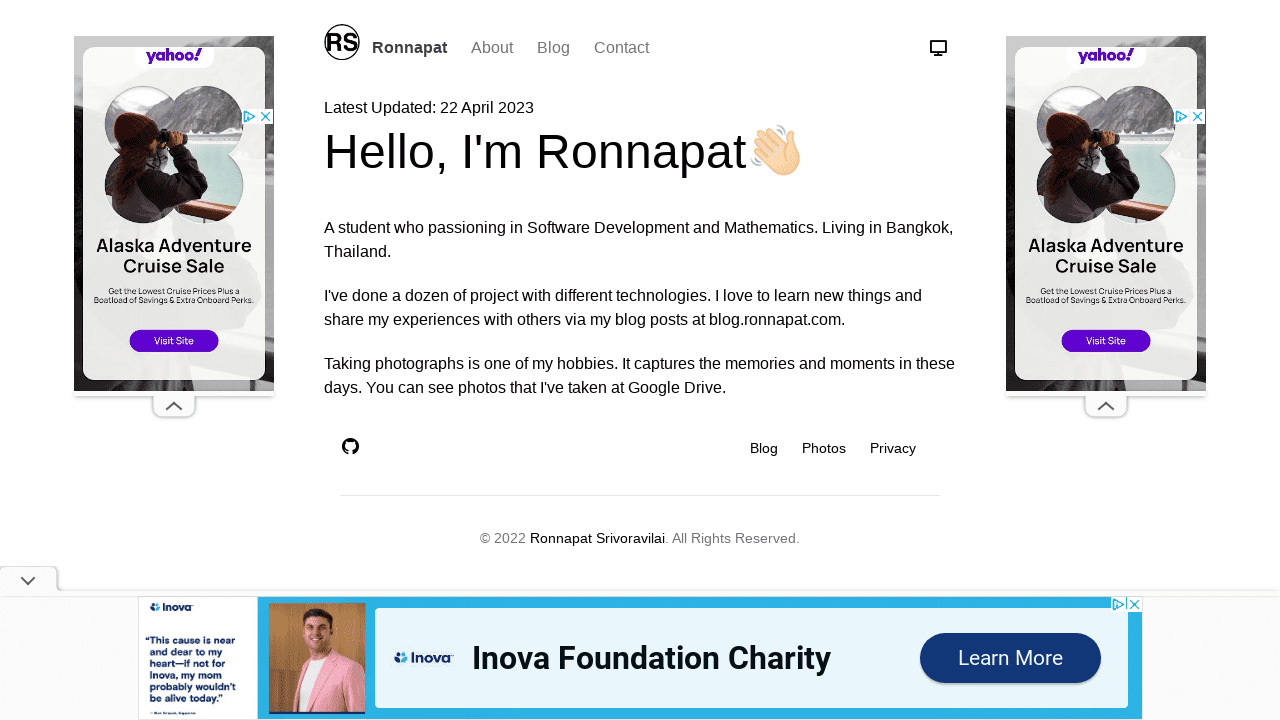 RS
Ronnapat About Blog Contact
Latest Updated: 22 April 2023
Hello, I'm Ronnapat👋🏻
A student who passioning in Software Development and Mathematics. Living in Bangkok,
Thailand.
I've done a dozen of project with different technologies. I love to learn new things and
share my experiences with others via my blog posts at blog.ronnapat.com.
Taking photographs is one of my hobbies. It captures the memories and moments in these
days. You can see photos that I've taken at Google Drive.
Blog Photos Privacy
© 2022 Ronnapat Srivoravilai. All Rights Reserved.
yahoo!
Alaska Adventure
Cruise Sale
Get the Lowest Cruise Prices Plus a
Boatload of Savings & Extra Onboard Perks.
Visit Site
yahoo!
Alaska Adventure
Cruise Sale
Get the Lowest Cruise Prices Plus a
Boatload of Savings & Extra Onboard Perks.
Visit Site
Inova
“This cause is near
and dear to my
heart—if not for
Inova, my mom
probably wouldn't
be alive today.”
Inova
Inova Foundation Charity
Learn More